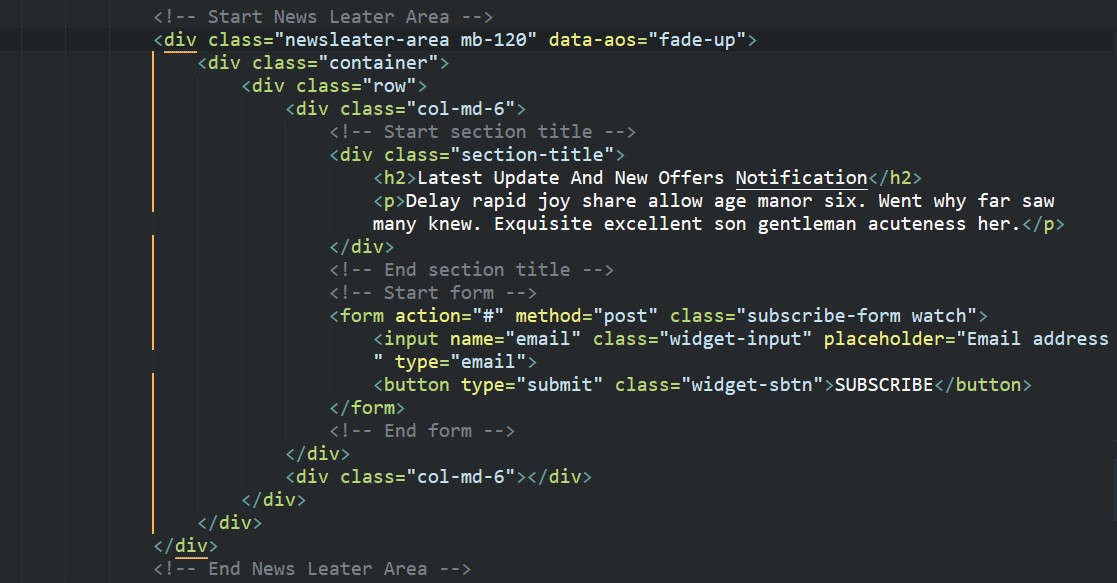 <!-- Start News Leater Area -->
<div class="newsleater-area mb-120" data-aos="fade-up">
<div class="container">
<div class="row">
<div class="col-md-6">
<!-- Start section title -->
<div class="section-title">
<h2>Latest Update And New Offers Notification</h2>
<p>Delay rapid joy share allow age manor six. Went why far saw
many knew. Exquisite excellent son gentleman acuteness her.</p>
</div>
<!-- End section title -->
<!-- Start form -->
<form action="#" method="post" class="subscribe-form watch">
<input name="email" class="widget-input" placeholder="Email address
" type="email">
<button type="submit" class="widget-sbtn">SUBSCRIBE</button>
</form>
<!-- End form -->
</div>
<div class="col-md-6"></div>
</div>
</div>
</div>
<!-- End News Leater Area -->